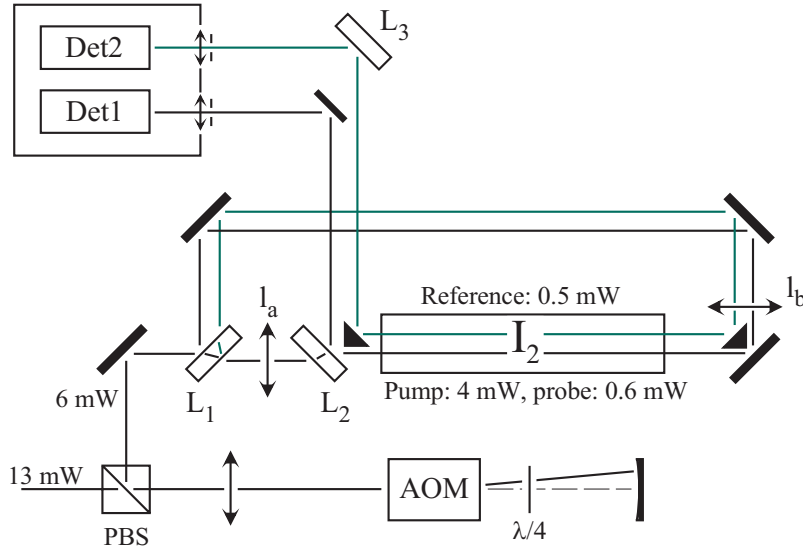 L3
Det2
Det1
la
lb
Reference: 0.5 mW
I2
Pump: 4 mW, probe: 0.6 mW
6 mW
L1
L2
13 mW
AOM
PBS
λ/4